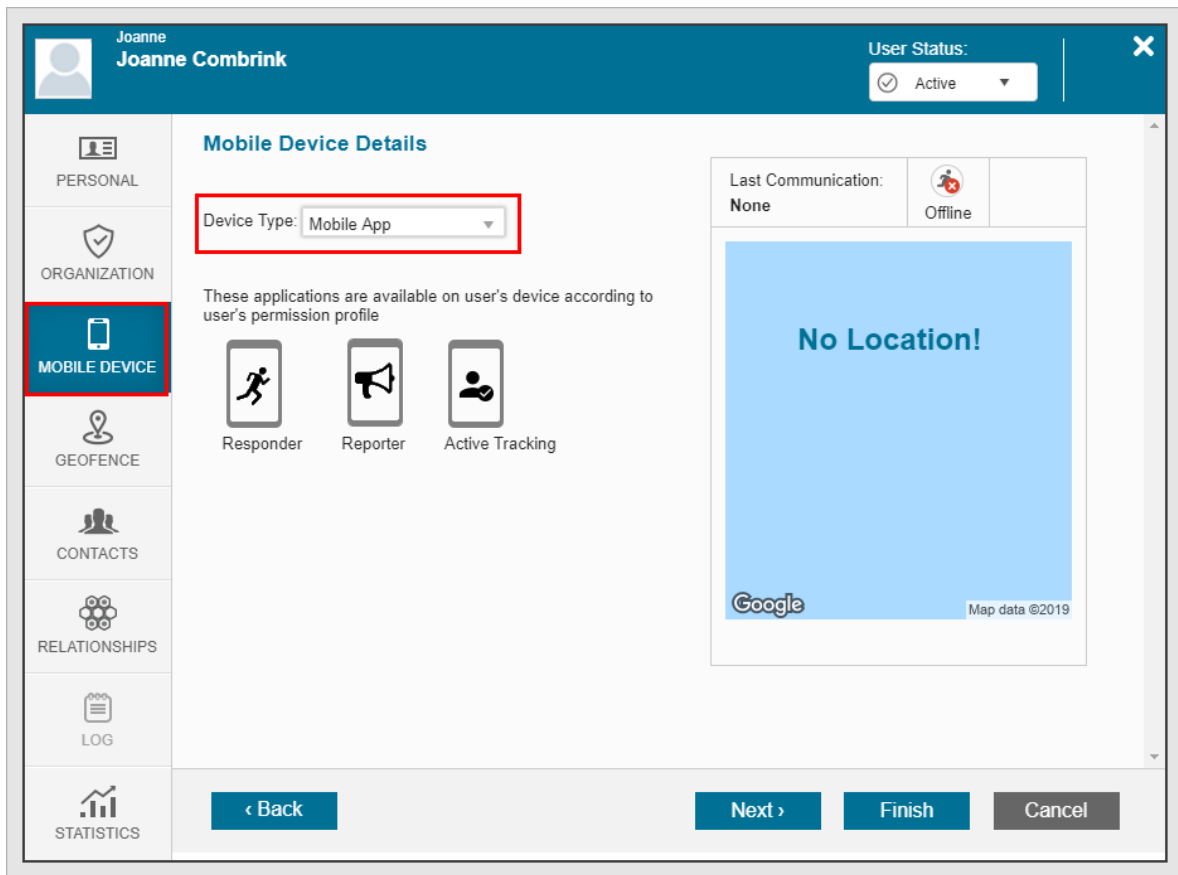 Joanne
Joanne Combrink
User Status:
Active
PERSONAL
ORGANIZATION
MOBILE DEVICE
GEOFENCE
CONTACTS
RELATIONSHIPS
LOG
STATISTICS
Mobile Device Details
Device Type: Mobile App
These applications are available on user's device according to
user's permission profile
Responder
Reporter
Active Tracking
Last Communication:
None
Offline
No Location!
Google
Map data ©2019
‹ Back
Next ›
Finish
Cancel